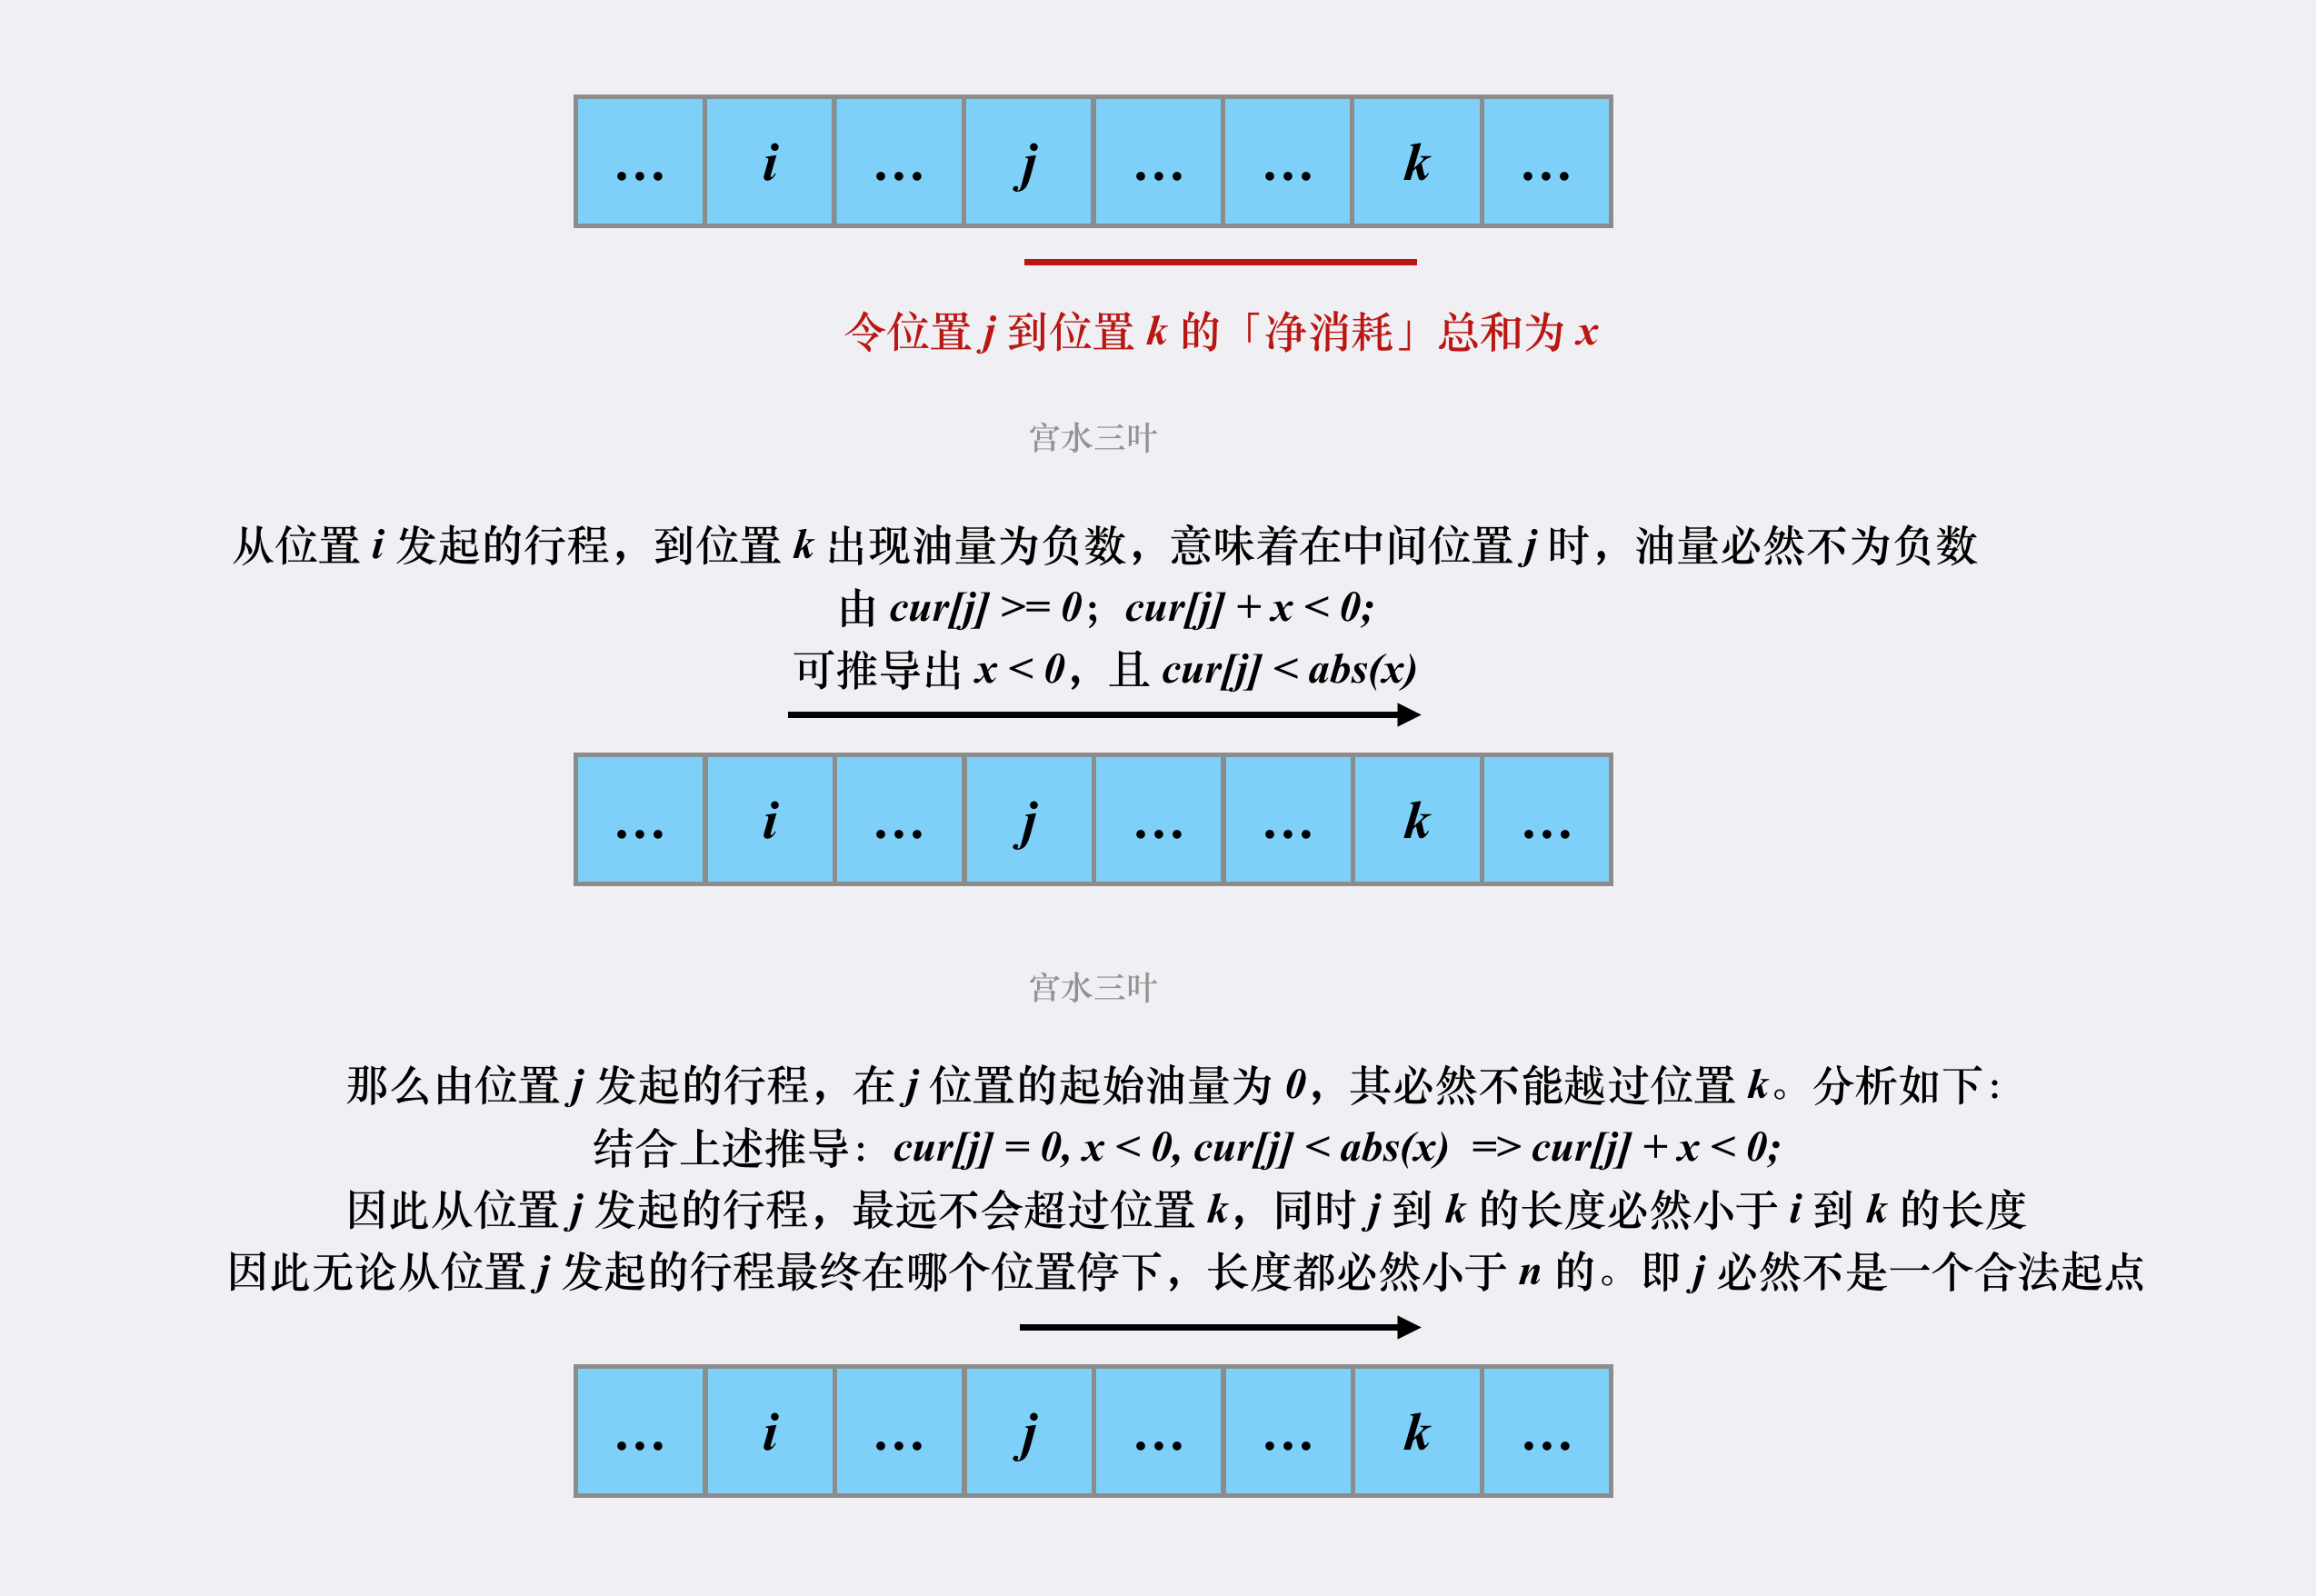 ... i ... j ... ... k ...
令位置 j 到位置 k 的「净消耗」总和为 x
宫水三叶
从位置 i 发起的行程，到位置 k 出现油量为负数，意味着在中间位置 j 时，油量必然不为负数
由 cur[j] >= 0；cur[j] + x < 0;
可推导出 x < 0，且 cur[j] < abs(x)
... i ... j ... ... k ...
宫水三叶
那么由位置 j 发起的行程，在 j 位置的起始油量为 0，其必然不能越过位置 k。分析如下：
结合上述推导：cur[j] = 0, x < 0, cur[j] < abs(x) => cur[j] + x < 0;
因此从位置 j 发起的行程，最远不会超过位置 k，同时 j 到 k 的长度必然小于 i 到 k 的长度
因此无论从位置 j 发起的行程最终在哪个位置停下，长度都必然小于 n 的。即 j 必然不是一个合法起点
... i ... j ... ... k ...